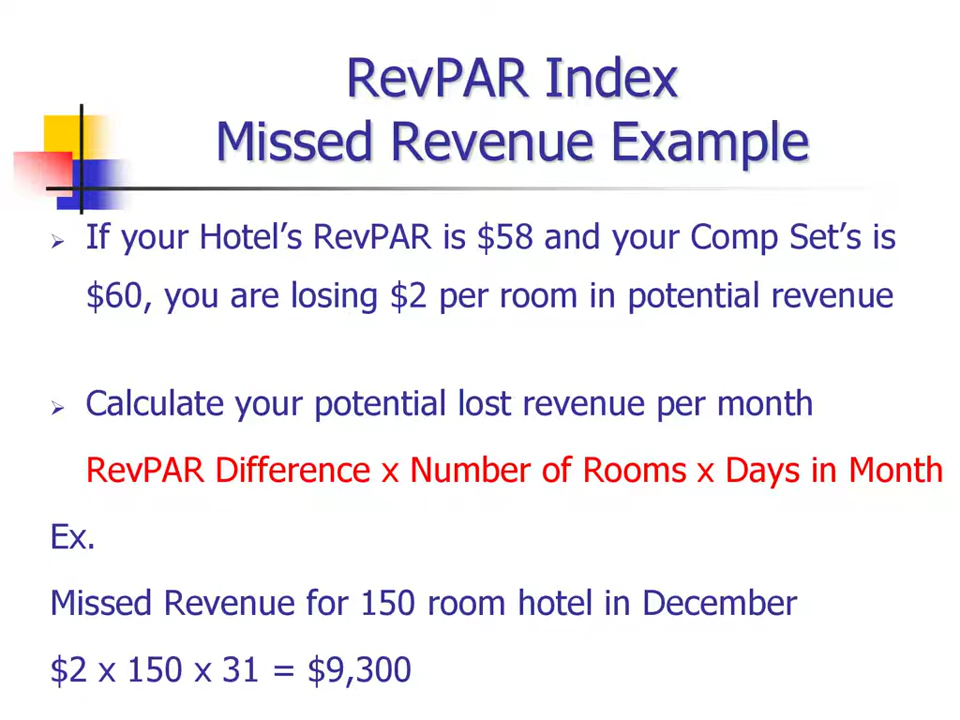 RevPAR Index
Missed Revenue Example
If your Hotel's RevPAR is $58 and your Comp Set's is
$60, you are losing $2 per room in potential revenue
Calculate your potential lost revenue per month
RevPAR Difference x Number of Rooms x Days in Month
Ex.
Missed Revenue for 150 room hotel in December
$2 x 150 x 31 = $9,300